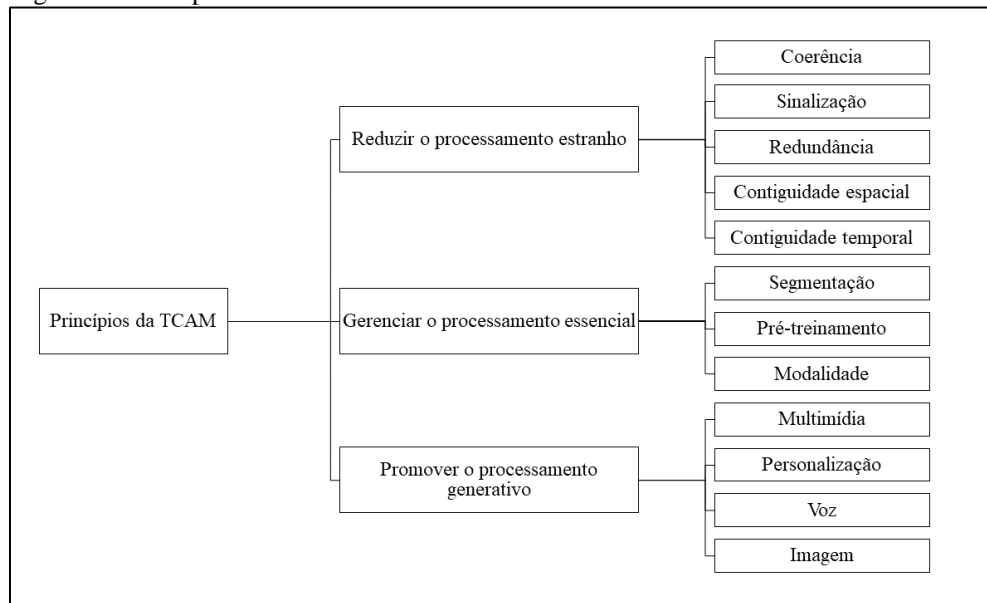 Princípios da TCAM
Reduzir o processamento estranho
Coerência
Sinalização
Redundância
Contiguidade espacial
Contiguidade temporal
Gerenciar o processamento essencial
Segmentação
Pré-treinamento
Modalidade
Promover o processamento
generativo
Multimídia
Personalização
Voz
Imagem